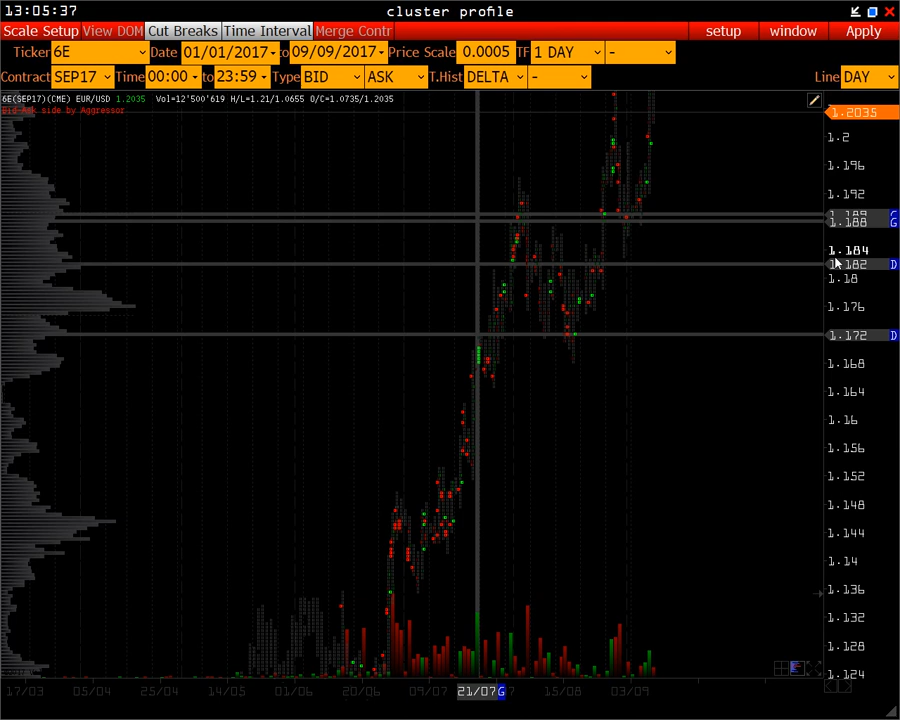 13:05:37 cluster profile
Scale Setup View DOM Cut Breaks Time Interval Merge Contr setup window Apply
Ticker 6E Date 01/01/2017 to 09/09/2017 Price Scale 0.0005 TF 1 DAY -
Contract SEP17 Time 00:00 to 23:59 Type BID ASK T.Hist DELTA - Line DAY
6E(SEP17)(CME) EUR/USD 1.2035 Vol=12'500'619 H/L=1.21/1.0655 O/C=1.0735/1.2035
Bid-Ask side by Aggressor
1.2035
1.2
1.196
1.192
1.189 C
1.188 G
1.184
1.182 D
1.18
1.176
1.172 D
1.168
1.164
1.16
1.156
1.152
1.148
1.144
1.14
1.136
1.132
1.128
1.124
17/03 05/04 25/04 14/05 01/06 20/06 09/07 21/07 G 15/08 03/09